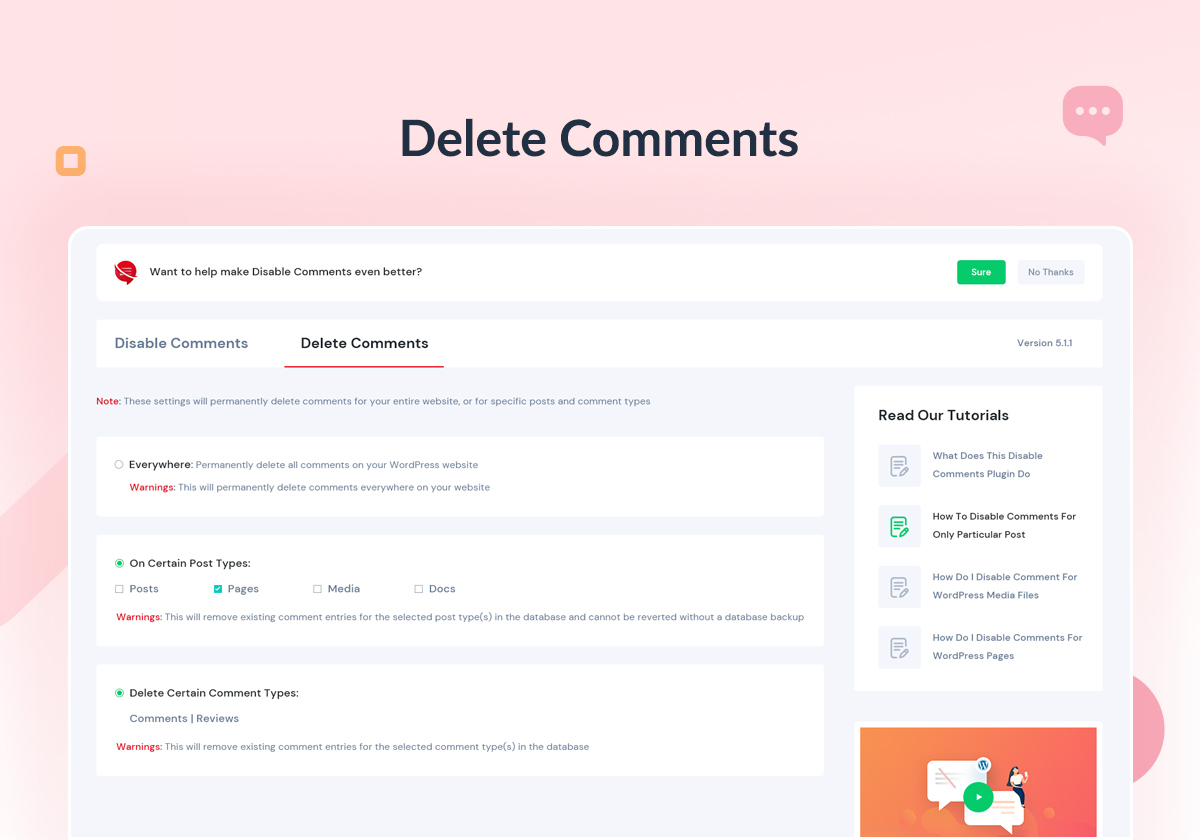 Delete Comments
Want to help make Disable Comments even better?
Sure
No Thanks
Disable Comments
Delete Comments
Version 5.1.1
Note: These settings will permanently delete comments for your entire website, or for specific posts and comment types
Everywhere: Permanently delete all comments on your WordPress website
Warnings: This will permanently delete comments everywhere on your website
On Certain Post Types:
Posts
Pages
Media
Docs
Warnings: This will remove existing comment entries for the selected post type(s) in the database and cannot be reverted without a database backup
Delete Certain Comment Types:
Comments | Reviews
Warnings: This will remove existing comment entries for the selected comment type(s) in the database
Read Our Tutorials
What Does This Disable
Comments Plugin Do
How To Disable Comments For
Only Particular Post
How Do I Disable Comment For
WordPress Media Files
How Do I Disable Comments For
WordPress Pages